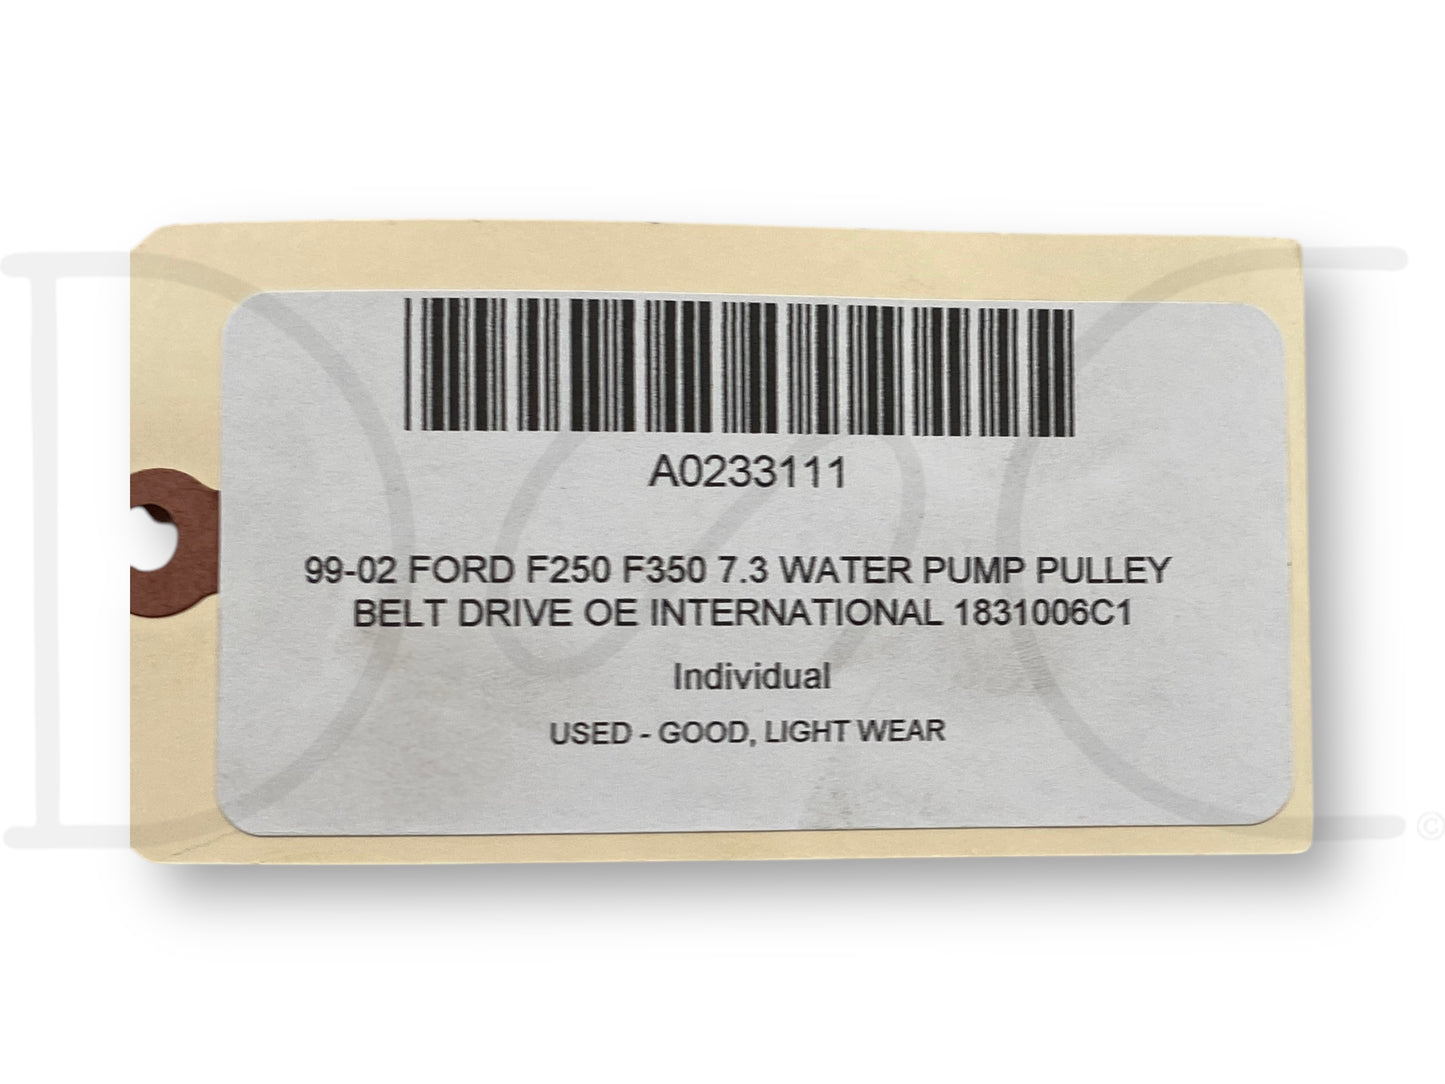 A0233111
99-02 FORD F250 F350 7.3 WATER PUMP PULLEY
BELT DRIVE OE INTERNATIONAL 1831006C1
Individual
USED - GOOD, LIGHT WEAR
©